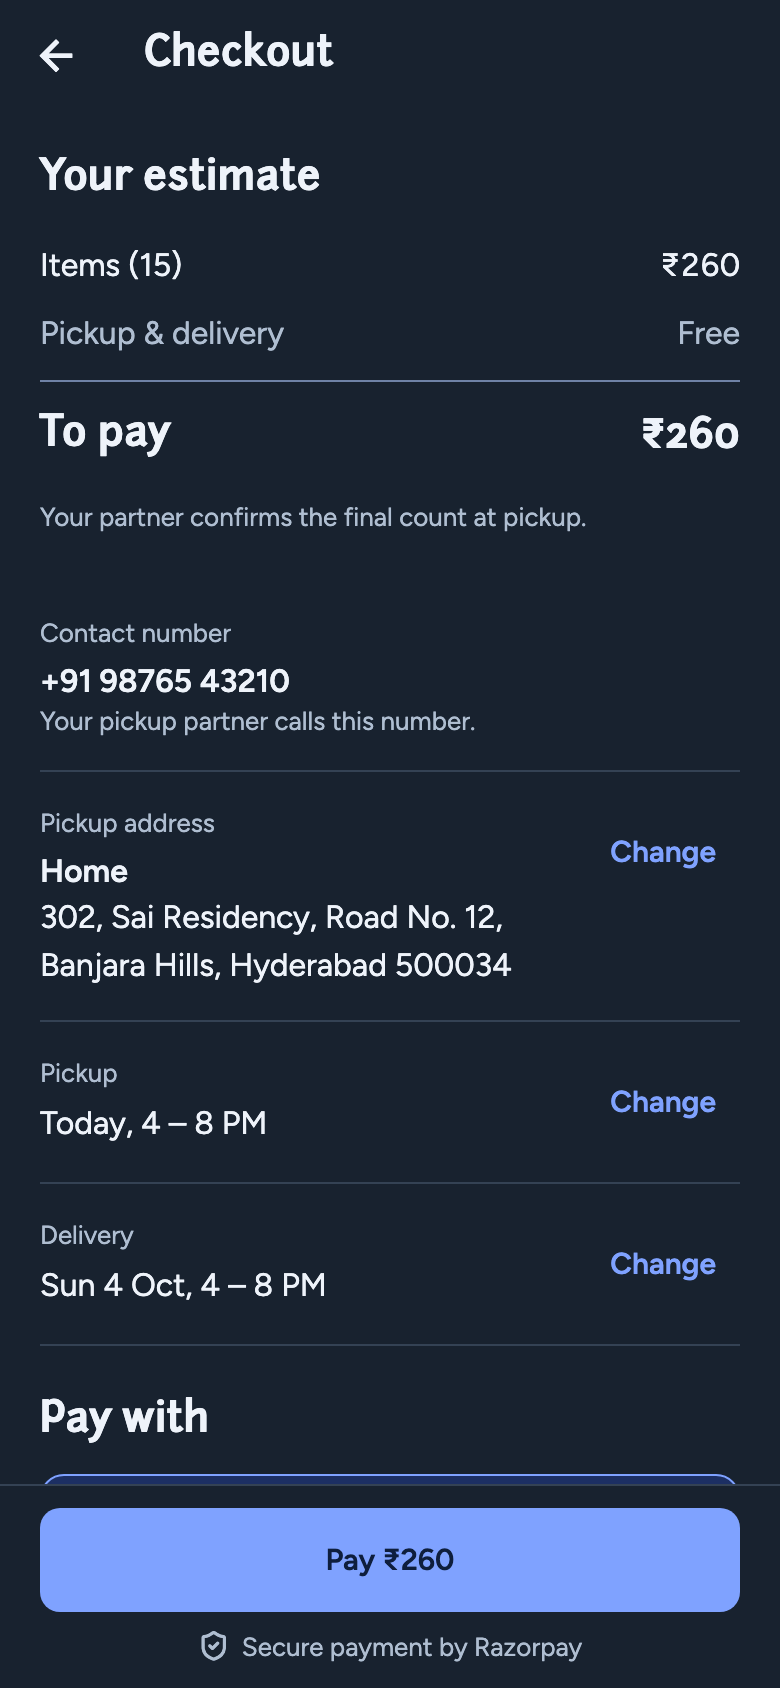 Checkout
Your estimate
Items (15) ₹260
Pickup & delivery Free
To pay ₹260
Your partner confirms the final count at pickup.
Contact number
+91 98765 43210
Your pickup partner calls this number.
Pickup address
Change
Home
302, Sai Residency, Road No. 12,
Banjara Hills, Hyderabad 500034
Pickup
Change
Today, 4 – 8 PM
Delivery
Change
Sun 4 Oct, 4 – 8 PM
Pay with
Pay ₹260
Secure payment by Razorpay